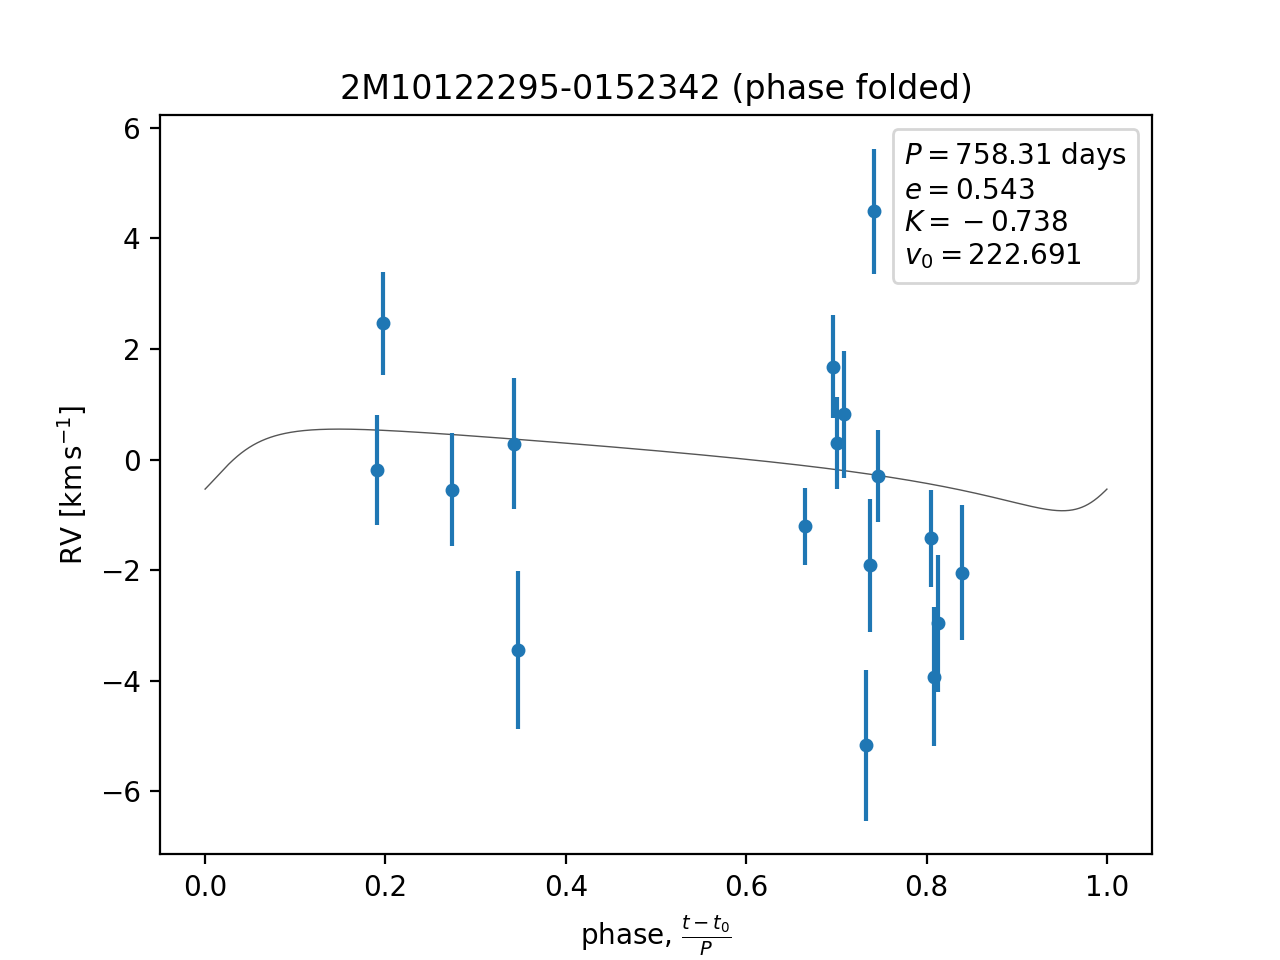 2M10122295-0152342 (phase folded)
P = 758.31 days
e = 0.543
K = −0.738
v₀ = 222.691
6
4
2
0
−2
−4
−6
RV [km s⁻¹]
0.0 0.2 0.4 0.6 0.8 1.0
phase, (t − t₀)/P